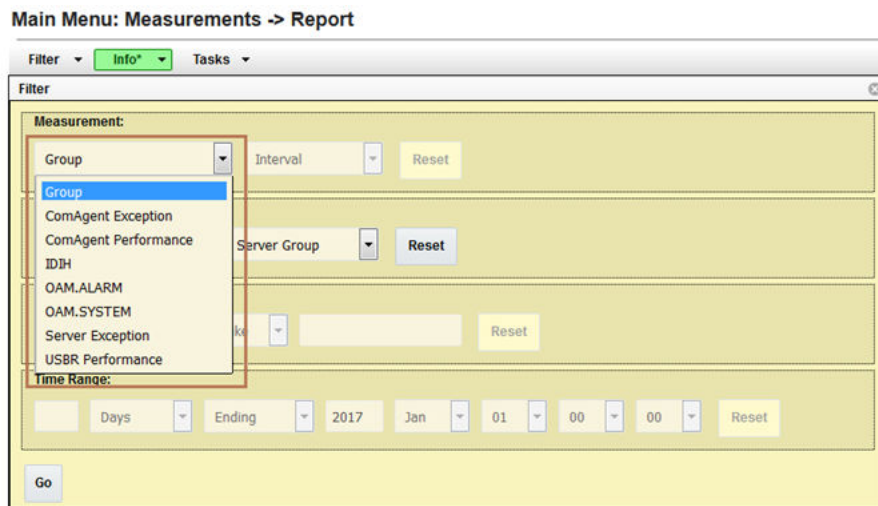 Main Menu: Measurements -> Report
Filter Info* Tasks
Filter
Measurement:
Group Interval Reset
Group
ComAgent Exception
ComAgent Performance
IDIH
OAM.ALARM
OAM.SYSTEM
Server Exception
USBR Performance
Server Group Reset
Reset
Time Range:
Days Ending 2017 Jan 01 00 00 Reset
Go